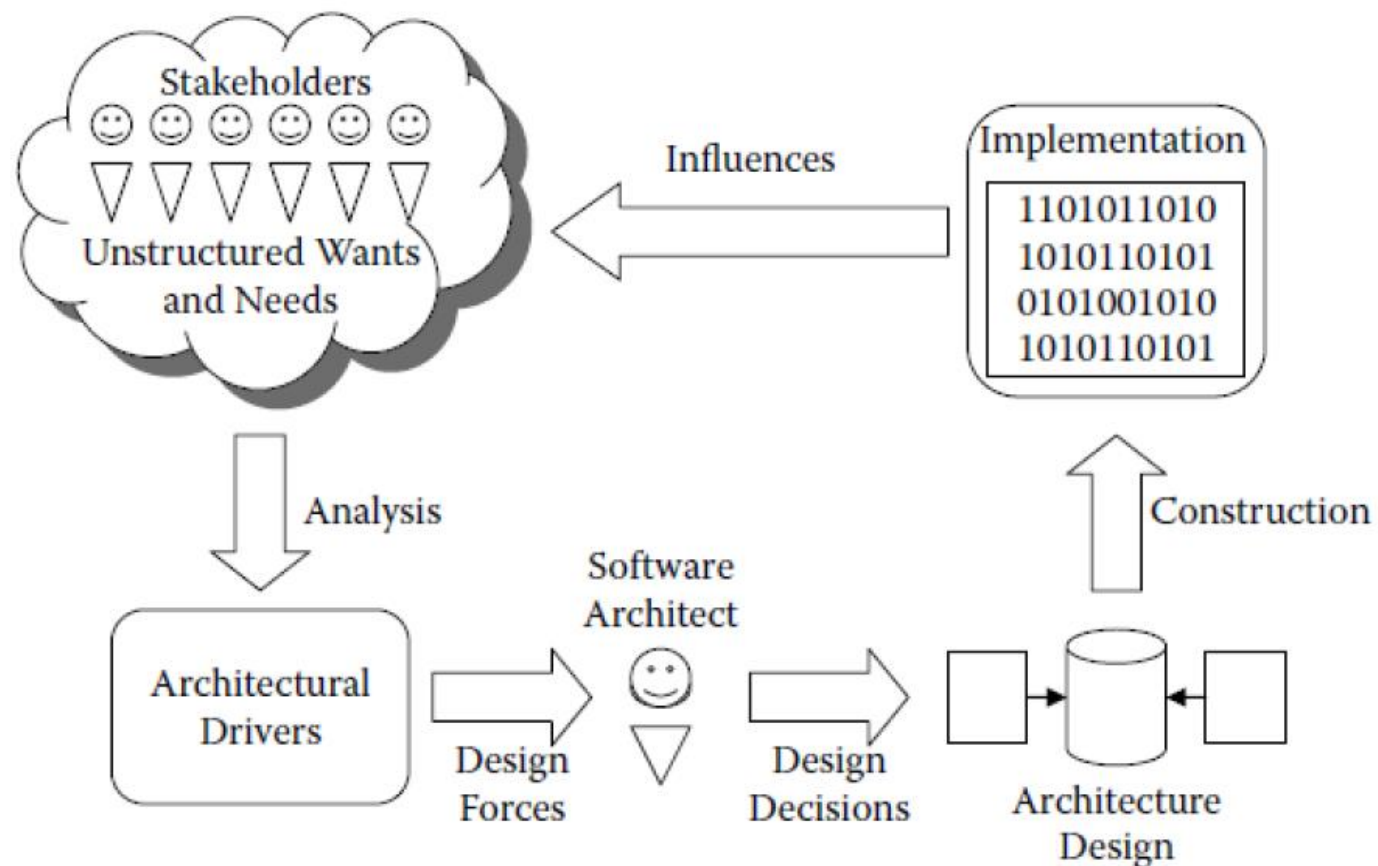 Stakeholders
Unstructured Wants
and Needs
Influences
Implementation
1101011010
1010110101
0101001010
1010110101
Analysis
Construction
Software
Architect
Architectural
Drivers
Design
Forces
Design
Decisions
Architecture
Design